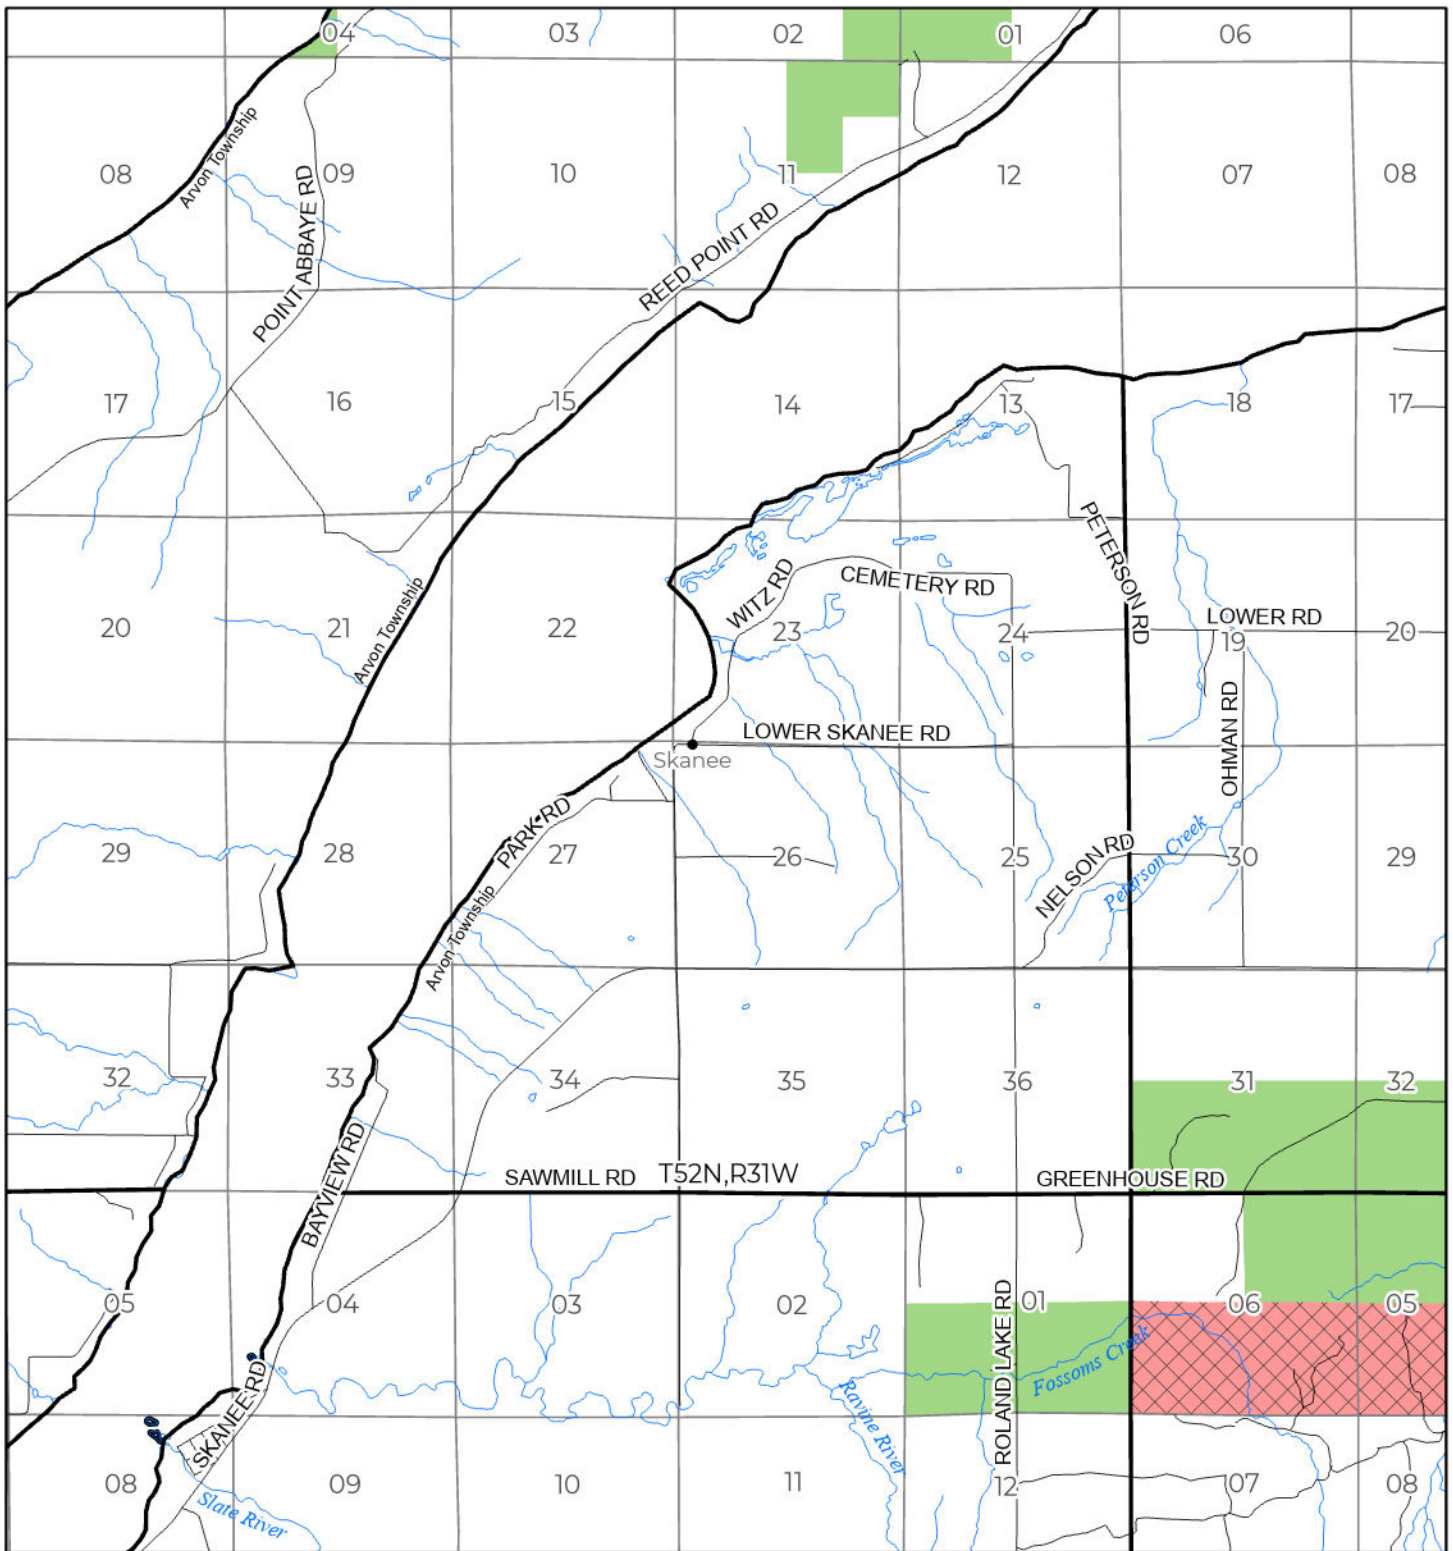 04
03
02
01
06
Arvon Township
08
09
10
11
12
07
08
POINT ABBAYE RD
REED POINT RD
17
16
15
14
13
18
17
PETERSON RD
WITZ RD
CEMETERY RD
LOWER RD
20
21
22
23
24
19
20
Arvon Township
OHMAN RD
LOWER SKANEE RD
Skanee
PARK RD
29
28
27
26
25
NELSON RD
Peterson Creek
30
29
Arvon Township
32
33
34
35
36
31
32
BAYVIEW RD
SAWMILL RD
T52N,R31W
GREENHOUSE RD
05
04
03
02
ROLAND LAKE RD
01
06
05
Fossoms Creek
SKANEE RD
Ravine River
08
09
10
11
12
07
08
Slate River